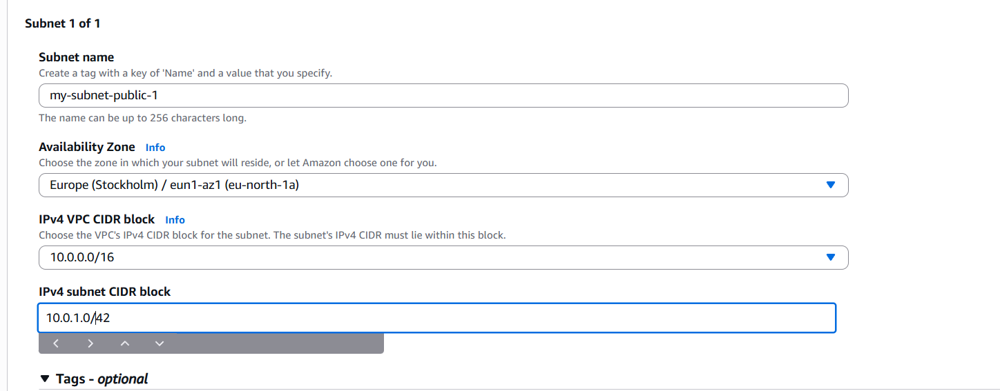 Subnet 1 of 1
Subnet name
Create a tag with a key of 'Name' and a value that you specify.
my-subnet-public-1
The name can be up to 256 characters long.
Availability Zone Info
Choose the zone in which your subnet will reside, or let Amazon choose one for you.
Europe (Stockholm) / eun1-az1 (eu-north-1a)
IPv4 VPC CIDR block Info
Choose the VPC's IPv4 CIDR block for the subnet. The subnet's IPv4 CIDR must lie within this block.
10.0.0.0/16
IPv4 subnet CIDR block
10.0.1.0/42
Tags - optional